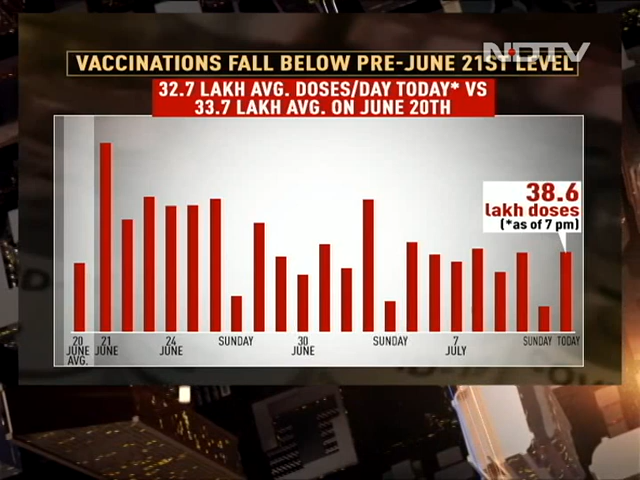 NDTV
VACCINATIONS FALL BELOW PRE-JUNE 21ST LEVEL
32.7 LAKH AVG. DOSES/DAY TODAY* VS
33.7 LAKH AVG. ON JUNE 20TH
38.6
lakh doses
(*as of 7 pm)
20
JUNE
AVG.
21
JUNE
24
JUNE
SUNDAY
30
JUNE
SUNDAY
7
JULY
SUNDAY
TODAY